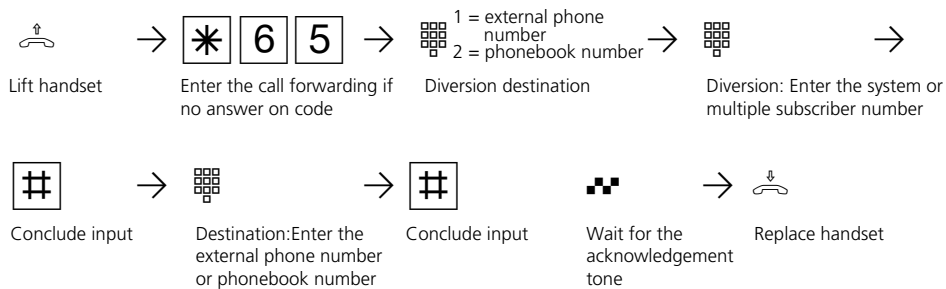 1 = external phone
number
2 = phonebook number
* 6 5
Lift handset
Enter the call forwarding if
no answer on code
Diversion destination
Diversion: Enter the system or
multiple subscriber number
#
#
Conclude input
Destination:Enter the
external phone number
or phonebook number
Conclude input
Wait for the
acknowledgement
tone
Replace handset